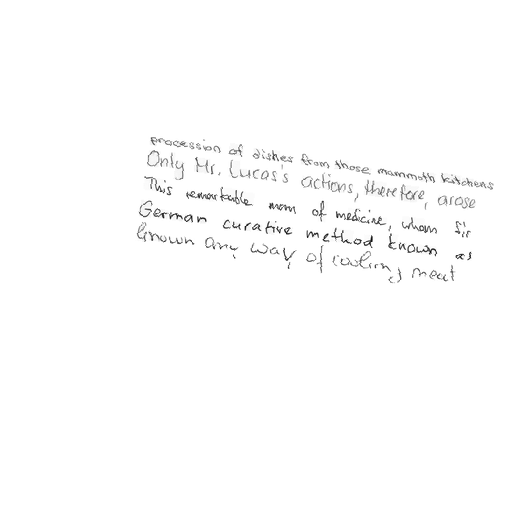 procession of dishes from those mammoth kitchens
Only Mr. Lucas's actions, therefore, arose
This remarkable man of medicine, whom Sir
German curative method known as
known any way of cooking meat